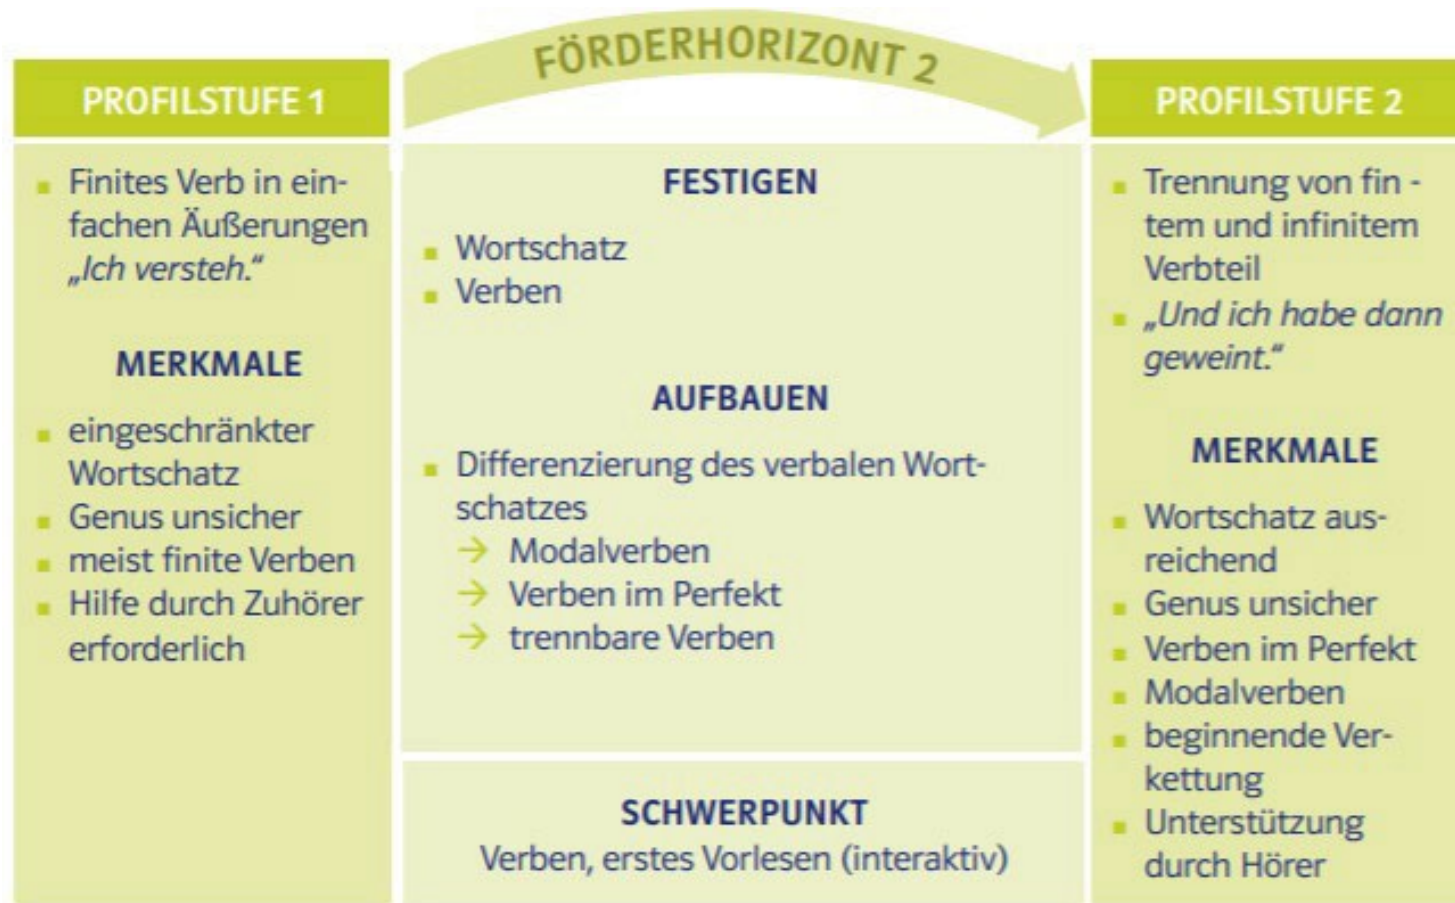 FÖRDERHORIZONT 2
PROFILSTUFE 1
Finites Verb in ein-
fachen Äußerungen
„Ich versteh.“
MERKMALE
eingeschränkter
Wortschatz
Genus unsicher
meist finite Verben
Hilfe durch Zuhörer
erforderlich
FESTIGEN
Wortschatz
Verben
AUFBAUEN
Differenzierung des verbalen Wort-
schatzes
→ Modalverben
→ Verben im Perfekt
→ trennbare Verben
SCHWERPUNKT
Verben, erstes Vorlesen (interaktiv)
PROFILSTUFE 2
Trennung von fin -
tem und infinitem
Verbteil
„Und ich habe dann
geweint.“
MERKMALE
Wortschatz aus-
reichend
Genus unsicher
Verben im Perfekt
Modalverben
beginnende Ver-
kettung
Unterstützung
durch Hörer